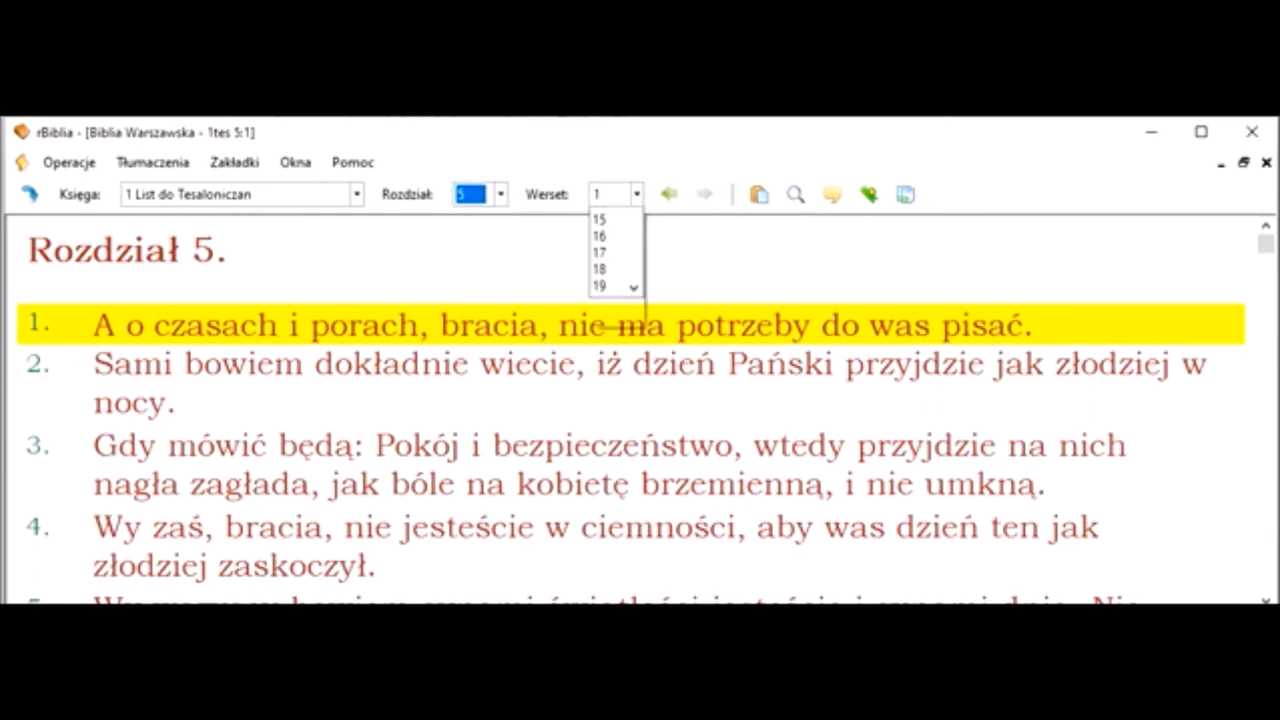 rBiblia - [Biblia Warszawska - 1tes 5:1]
Operacje Tłumaczenia Zakładki Okna Pomoc
Księga: 1 List do Tesaloniczan Rozdział: 5 Werset: 1
15
16
17
18
19
Rozdział 5.
1. A o czasach i porach, bracia, nie ma potrzeby do was pisać.
2. Sami bowiem dokładnie wiecie, iż dzień Pański przyjdzie jak złodziej w
nocy.
3. Gdy mówić będą: Pokój i bezpieczeństwo, wtedy przyjdzie na nich
nagła zagłada, jak bóle na kobietę brzemienną, i nie umkną.
4. Wy zaś, bracia, nie jesteście w ciemności, aby was dzień ten jak
złodziej zaskoczył.